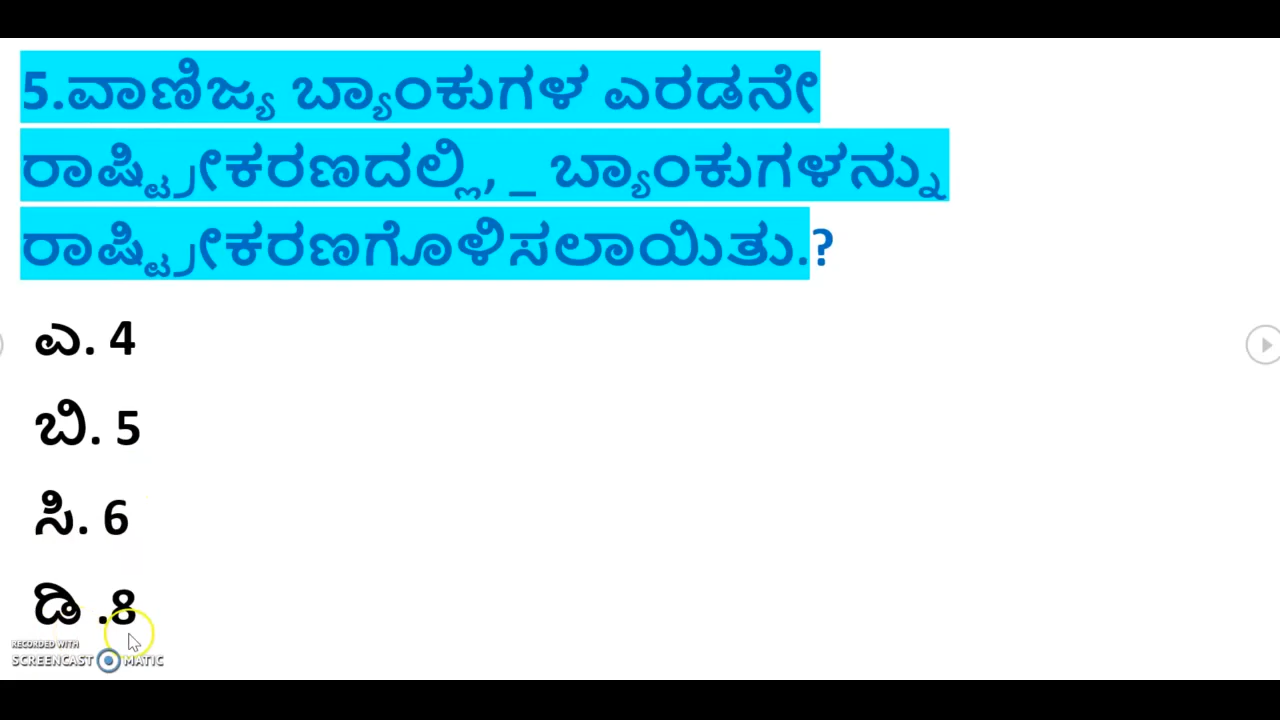 5.ವಾಣಿಜ್ಯ ಬ್ಯಾಂಕುಗಳ ಎರಡನೇ
ರಾಷ್ಟ್ರೀಕರಣದಲ್ಲಿ, _ ಬ್ಯಾಂಕುಗಳನ್ನು
ರಾಷ್ಟ್ರೀಕರಣಗೊಳಿಸಲಾಯಿತು.?
ಎ. 4
ಬಿ. 5
ಸಿ. 6
ಡಿ .8
RECORDED WITH
SCREENCAST MATIC